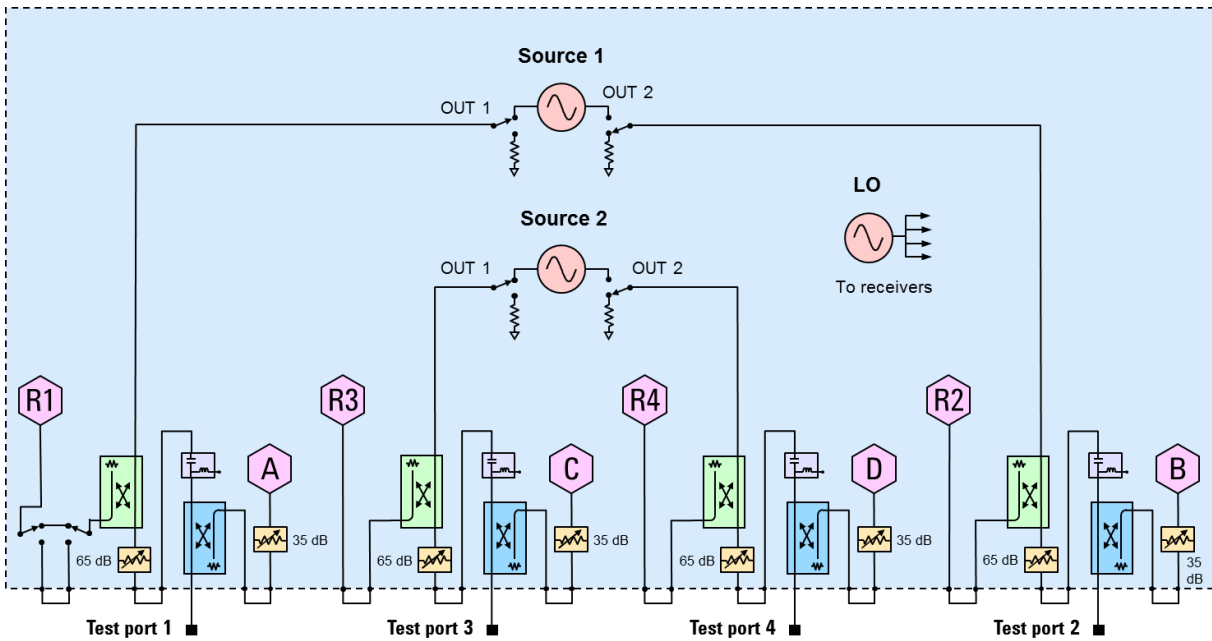 Source 1
OUT 1
OUT 2
LO
Source 2
OUT 1
OUT 2
To receivers
R1
R3
R4
R2
A
C
D
B
65 dB
35 dB
65 dB
35 dB
65 dB
35 dB
65 dB
35
dB
Test port 1
Test port 3
Test port 4
Test port 2